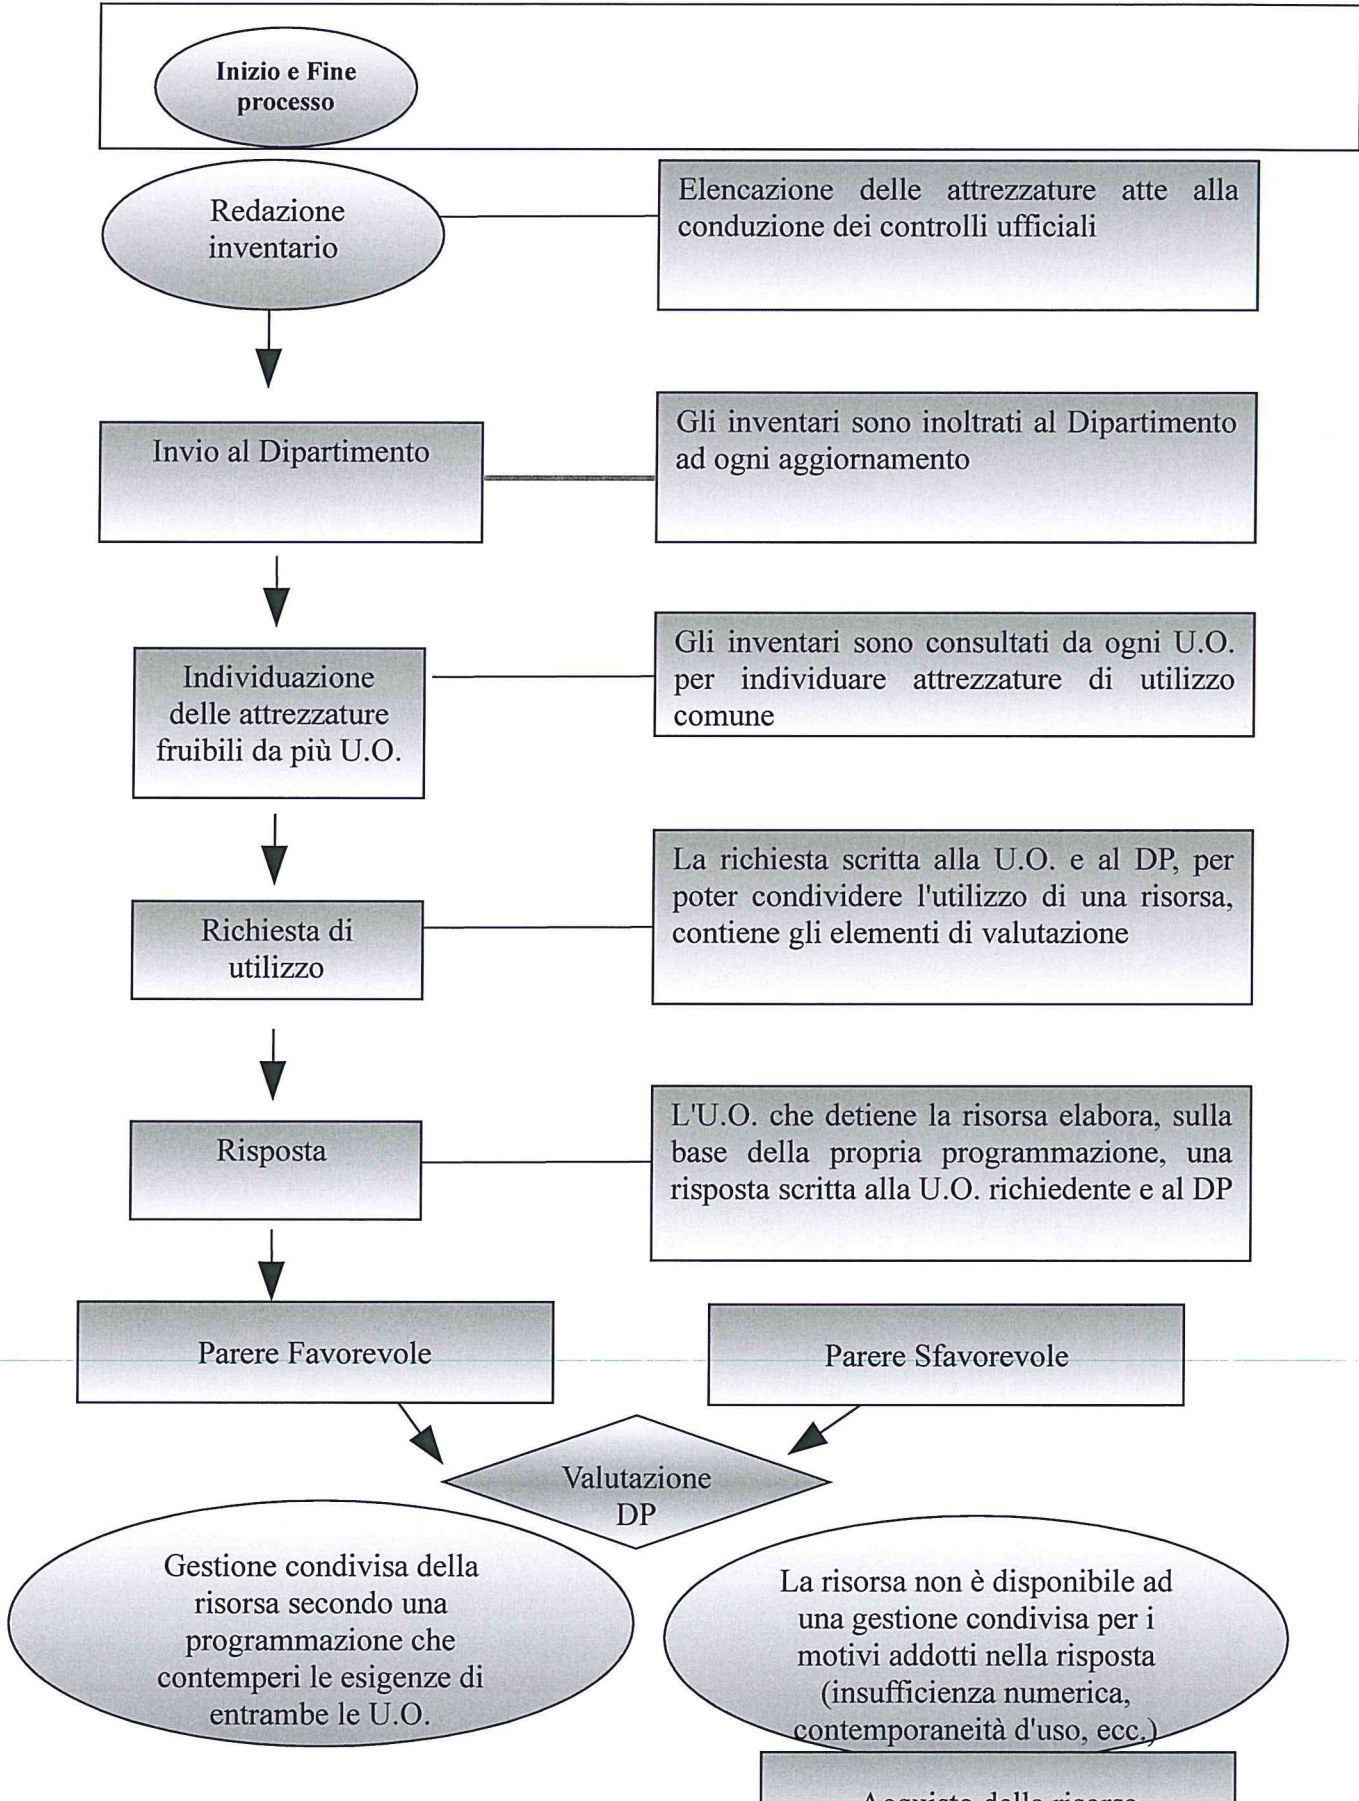 Inizio e Fine
processo
Redazione
inventario
Elencazione delle attrezzature atte alla
conduzione dei controlli ufficiali
Invio al Dipartimento
Gli inventari sono inoltrati al Dipartimento
ad ogni aggiornamento
Individuazione
delle attrezzature
fruibili da più U.O.
Gli inventari sono consultati da ogni U.O.
per individuare attrezzature di utilizzo
comune
Richiesta di
utilizzo
La richiesta scritta alla U.O. e al DP, per
poter condividere l'utilizzo di una risorsa,
contiene gli elementi di valutazione
Risposta
L'U.O. che detiene la risorsa elabora, sulla
base della propria programmazione, una
risposta scritta alla U.O. richiedente e al DP
Parere Favorevole
Parere Sfavorevole
Valutazione
DP
Gestione condivisa della
risorsa secondo una
programmazione che
contemperi le esigenze di
entrambe le U.O.
La risorsa non è disponibile ad
una gestione condivisa per i
motivi addotti nella risposta
(insufficienza numerica,
contemporaneità d'uso, ecc.)
Acquisto della risorsa